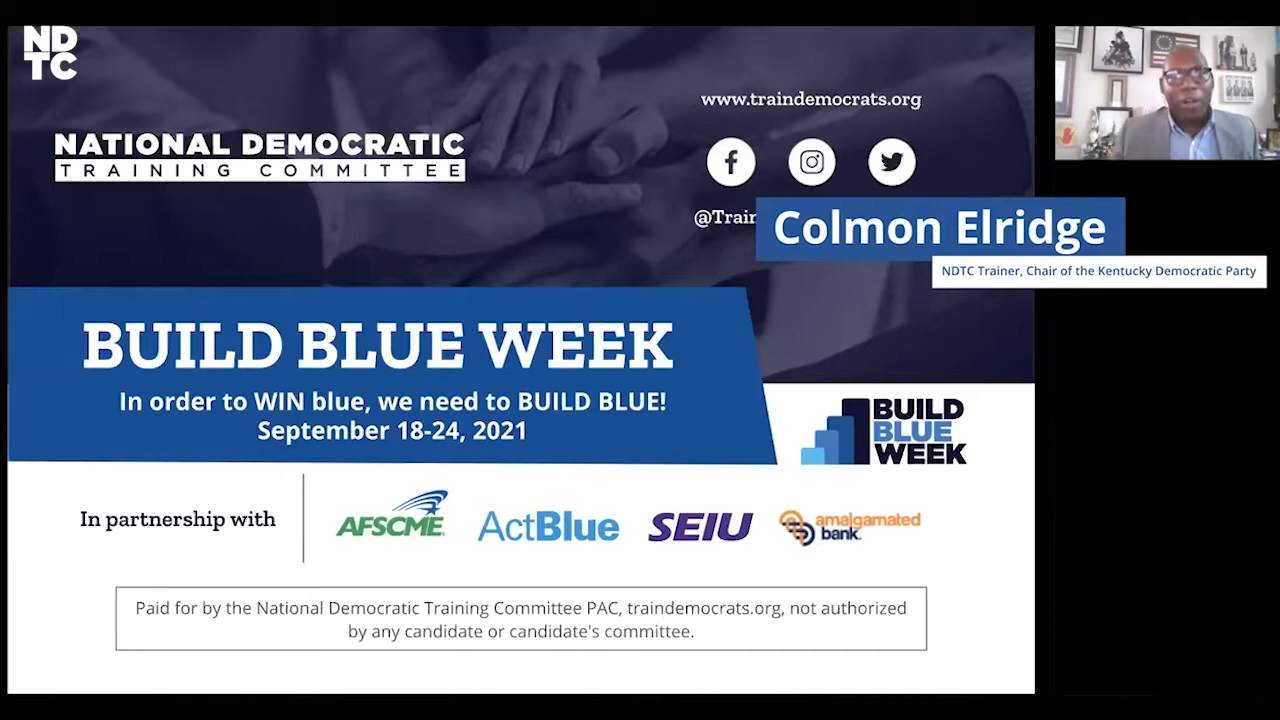 ND
TC
NATIONAL DEMOCRATIC
TRAINING COMMITTEE
www.traindemocrats.org
@Train
Colmon Elridge
NDTC Trainer, Chair of the Kentucky Democratic Party
BUILD BLUE WEEK
In order to WIN blue, we need to BUILD BLUE!
September 18-24, 2021
BUILD
BLUE
WEEK
In partnership with
AFSCME
ActBlue
SEIU
amalgamated
bank.
Paid for by the National Democratic Training Committee PAC, traindemocrats.org, not authorized
by any candidate or candidate's committee.